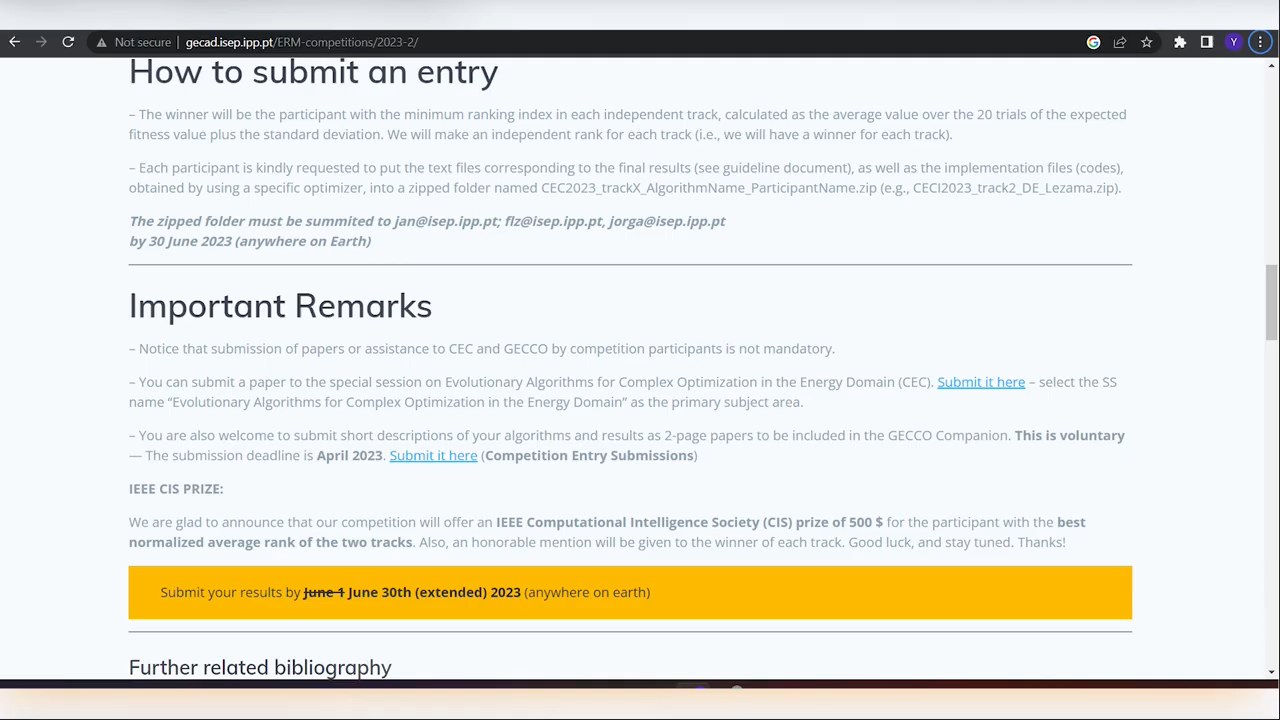 Not secure | gecad.isep.ipp.pt/ERM-competitions/2023-2/
Y
How to submit an entry
– The winner will be the participant with the minimum ranking index in each independent track, calculated as the average value over the 20 trials of the expected
fitness value plus the standard deviation. We will make an independent rank for each track (i.e., we will have a winner for each track).
– Each participant is kindly requested to put the text files corresponding to the final results (see guideline document), as well as the implementation files (codes),
obtained by using a specific optimizer, into a zipped folder named CEC2023_trackX_AlgorithmName_ParticipantName.zip (e.g., CECI2023_track2_DE_Lezama.zip).
The zipped folder must be summited to jan@isep.ipp.pt; flz@isep.ipp.pt, jorga@isep.ipp.pt
by 30 June 2023 (anywhere on Earth)
Important Remarks
– Notice that submission of papers or assistance to CEC and GECCO by competition participants is not mandatory.
– You can submit a paper to the special session on Evolutionary Algorithms for Complex Optimization in the Energy Domain (CEC). Submit it here – select the SS
name “Evolutionary Algorithms for Complex Optimization in the Energy Domain” as the primary subject area.
– You are also welcome to submit short descriptions of your algorithms and results as 2-page papers to be included in the GECCO Companion. This is voluntary
— The submission deadline is April 2023. Submit it here (Competition Entry Submissions)
IEEE CIS PRIZE:
We are glad to announce that our competition will offer an IEEE Computational Intelligence Society (CIS) prize of 500 $ for the participant with the best
normalized average rank of the two tracks. Also, an honorable mention will be given to the winner of each track. Good luck, and stay tuned. Thanks!
Submit your results by June 1 June 30th (extended) 2023 (anywhere on earth)
Further related bibliography